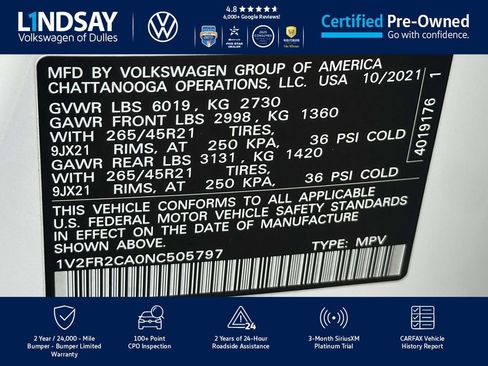 LINDSAY
Volkswagen of Dulles
4.8 ★★★★★
6,000+ Google Reviews!
Certified Pre-Owned
Go with confidence.
MFD BY VOLKSWAGEN GROUP OF AMERICA
CHATTANOOGA OPERATIONS, LLC. USA 10/2021
GVWR LBS 6019, KG 2730
GAWR FRONT LBS 2998, KG 1360
WITH 265/45R21 TIRES,
9JX21 RIMS, AT 250 KPA, 36 PSI COLD
GAWR REAR LBS 3131, KG 1420
WITH 265/45R21 TIRES,
9JX21 RIMS, AT 250 KPA, 36 PSI COLD
THIS VEHICLE CONFORMS TO ALL APPLICABLE
U.S. FEDERAL MOTOR VEHICLE SAFETY STANDARDS
IN EFFECT ON THE DATE OF MANUFACTURE
SHOWN ABOVE.
1V2FR2CA0NC505797 TYPE: MPV
4019176 1
2 Year / 24,000 - Mile
Bumper - Bumper Limited
Warranty
100+ Point
CPO Inspection
24
2 Years of 24-Hour
Roadside Assistance
3-Month SiriusXM
Platinum Trial
CARFAX Vehicle
History Report